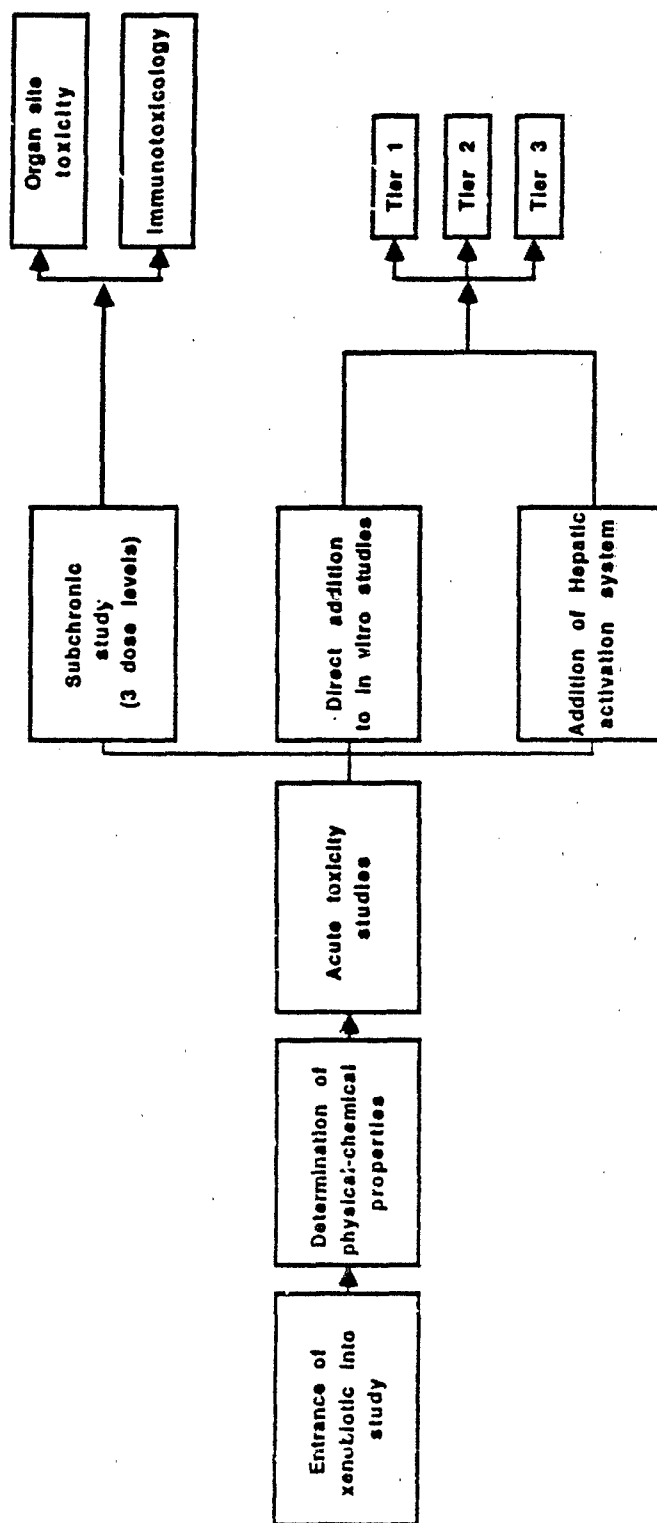 Entrance of
xenobiotic into
study
Determination of
physical-chemical
properties
Acute toxicity
studies
Subchronic
study
(3 dose levels)
Direct addition
to in vitro studies
Addition of Hepatic
activation system
Organ site
toxicity
Immunotoxicology
Tier 1
Tier 2
Tier 3